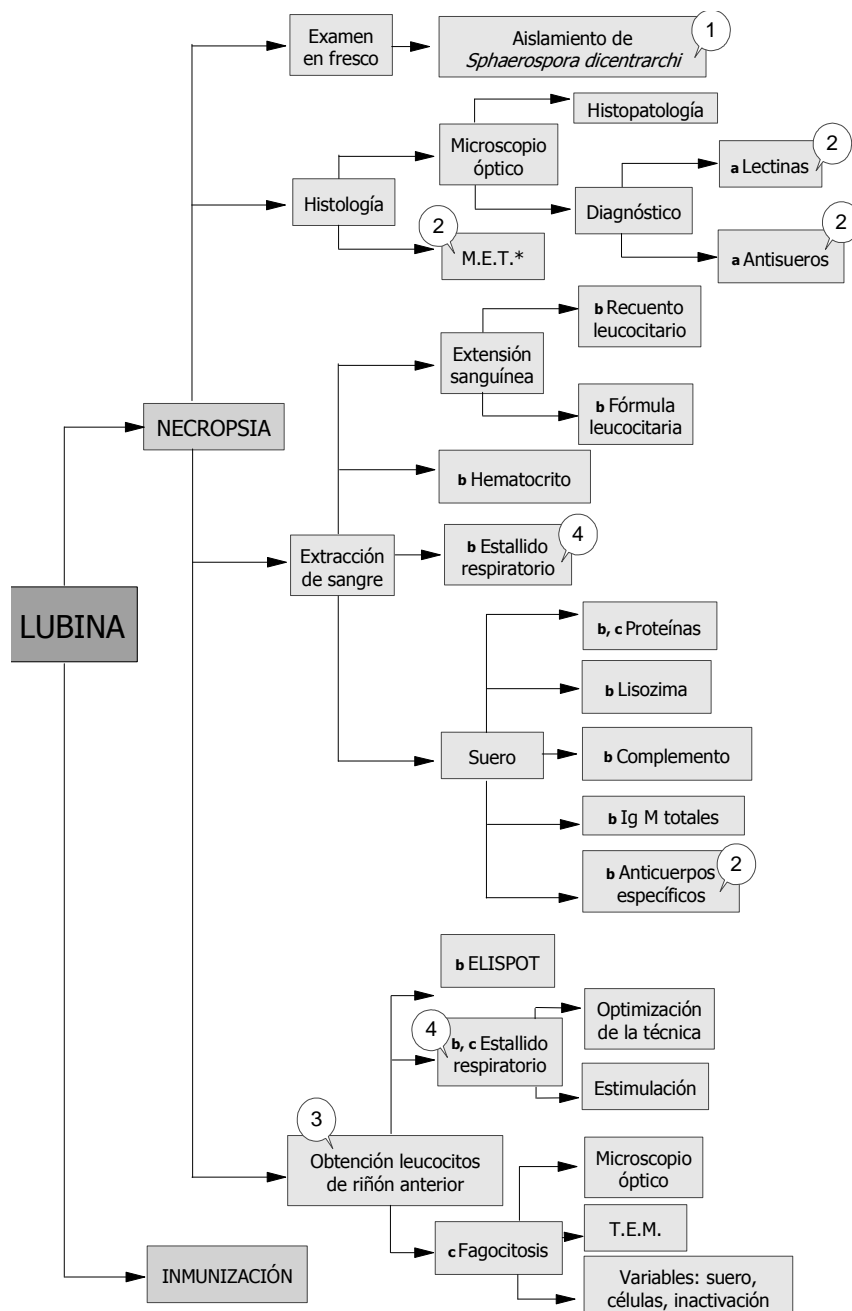 Examen
en fresco
Aislamiento de
Sphaerospora dicentrarchi
1
Histología
Microscopio
óptico
Histopatología
Diagnóstico
a Lectinas
2
a Antisueros
2
2
M.E.T.*
NECROPSIA
Extracción
de sangre
Extensión
sanguínea
b Recuento
leucocitario
b Fórmula
leucocitaria
b Hematocrito
b Estallido
respiratorio
4
LUBINA
Suero
b, c Proteínas
b Lisozima
b Complemento
b Ig M totales
b Anticuerpos
específicos
2
3
Obtención leucocitos
de riñón anterior
b ELISPOT
4
b, c Estallido
respiratorio
Optimización
de la técnica
Estimulación
c Fagocitosis
Microscopio
óptico
T.E.M.
Variables: suero,
células, inactivación
INMUNIZACIÓN